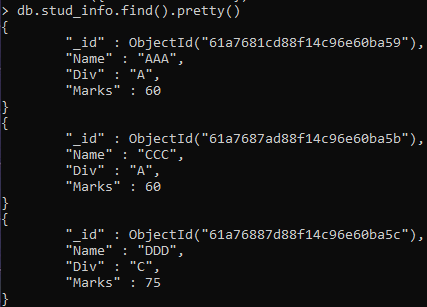 > db.stud_info.find().pretty()
{
        "_id" : ObjectId("61a7681cd88f14c96e60ba59"),
        "Name" : "AAA",
        "Div" : "A",
        "Marks" : 60
}
{
        "_id" : ObjectId("61a7687ad88f14c96e60ba5b"),
        "Name" : "CCC",
        "Div" : "A",
        "Marks" : 60
}
{
        "_id" : ObjectId("61a76887d88f14c96e60ba5c"),
        "Name" : "DDD",
        "Div" : "C",
        "Marks" : 75
}